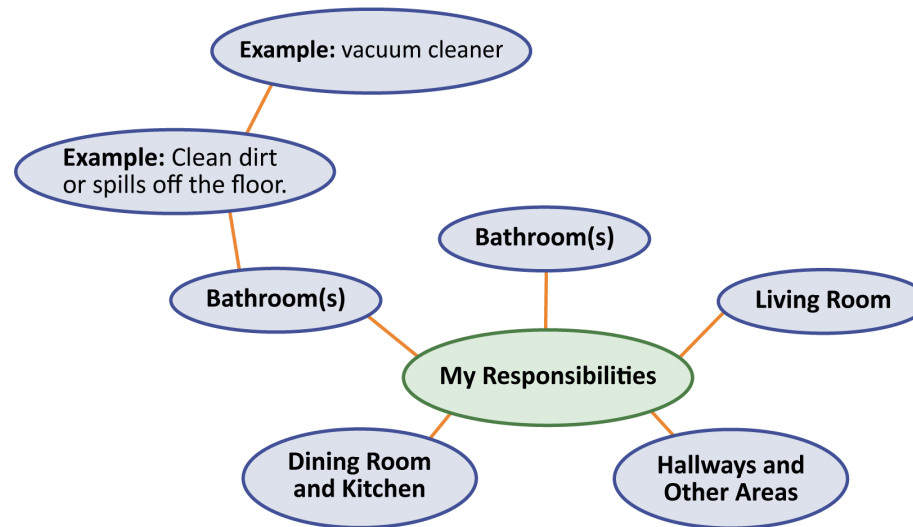 Example: vacuum cleaner
Example: Clean dirt
or spills off the floor.
Bathroom(s)
Bathroom(s)
Living Room
My Responsibilities
Dining Room
and Kitchen
Hallways and
Other Areas